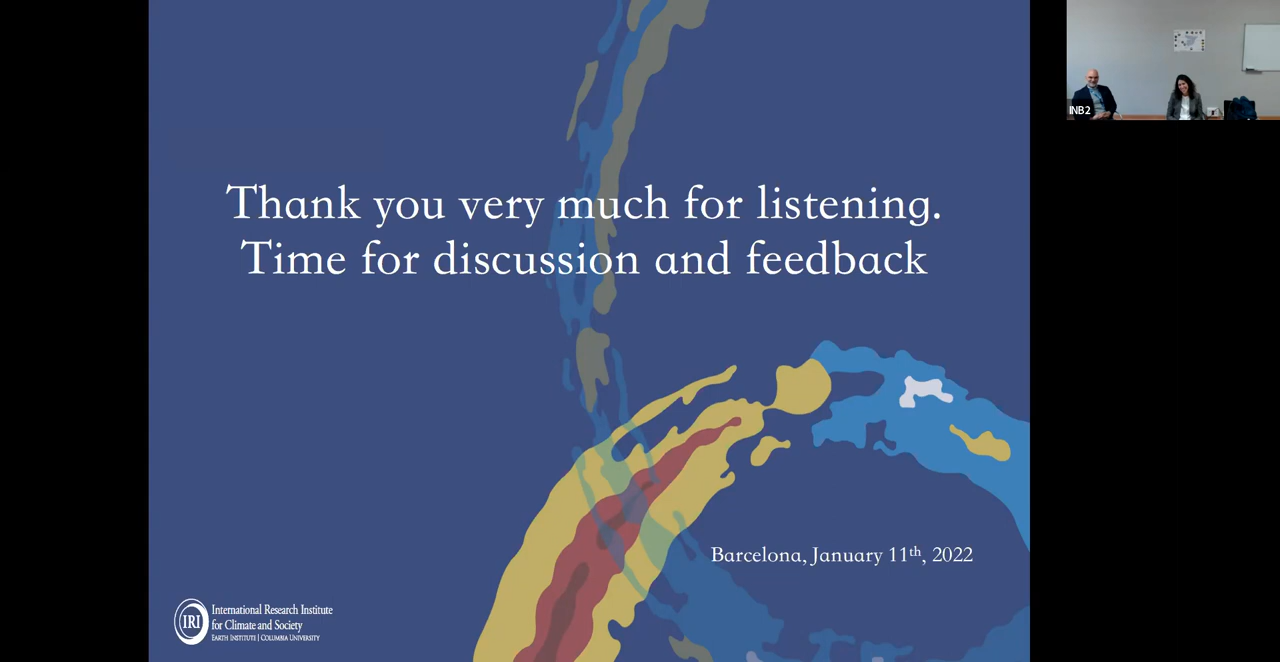 Thank you very much for listening.
Time for discussion and feedback
Barcelona, January 11th, 2022
IRI
International Research Institute
for Climate and Society
EARTH INSTITUTE | COLUMBIA UNIVERSITY
INB2